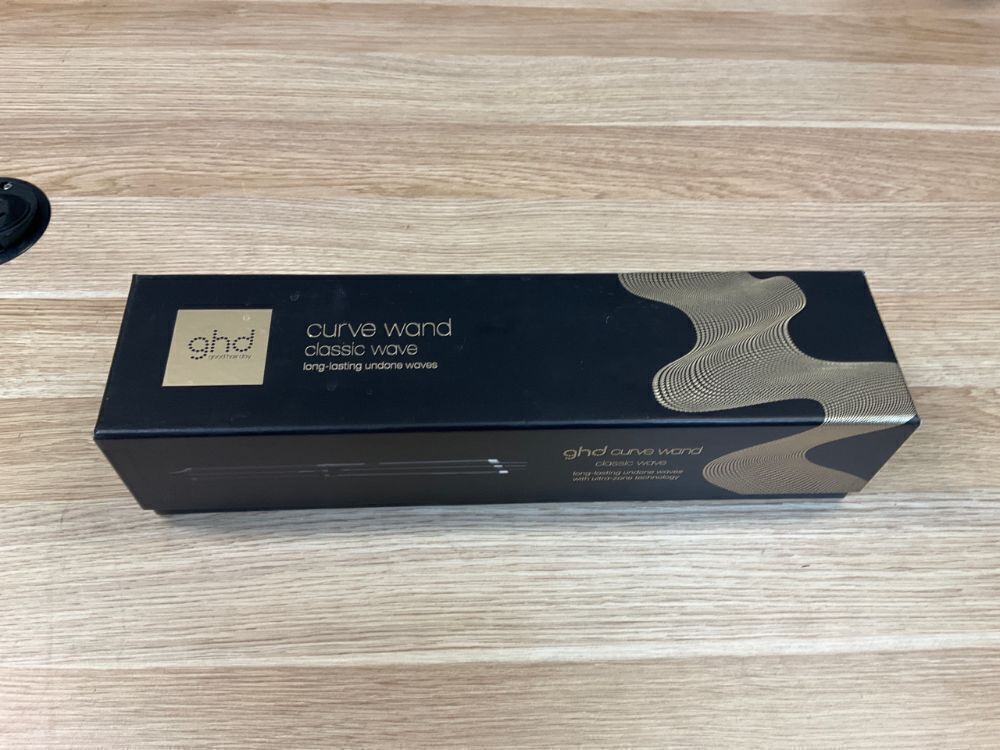 ghd
good hair day
curve wand
classic wave
long-lasting undone waves
ghd curve wand
classic wave
long-lasting undone waves
with ultra-zone technology